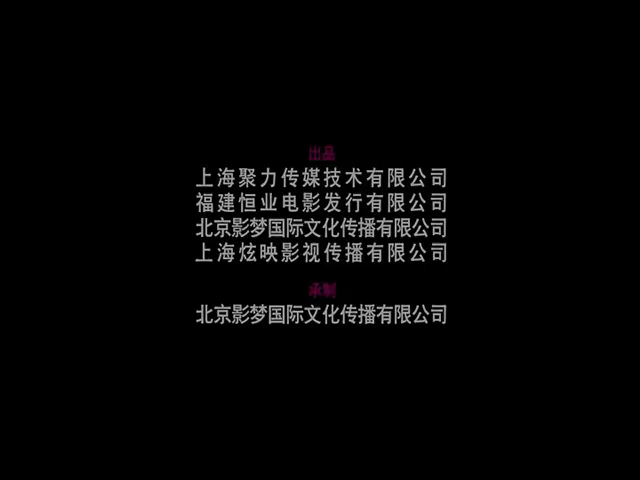 出品
上海聚力传媒技术有限公司
福建恒业电影发行有限公司
北京影梦国际文化传播有限公司
上海炫映影视传播有限公司
承制
北京影梦国际文化传播有限公司